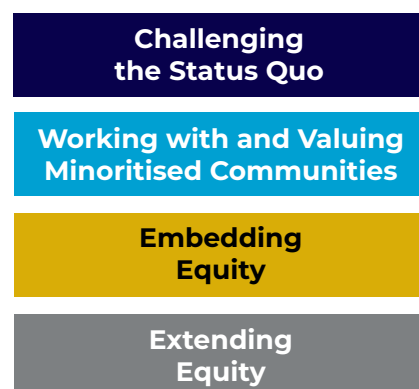 Challenging
the Status Quo
Working with and Valuing
Minoritised Communities
Embedding
Equity
Extending
Equity